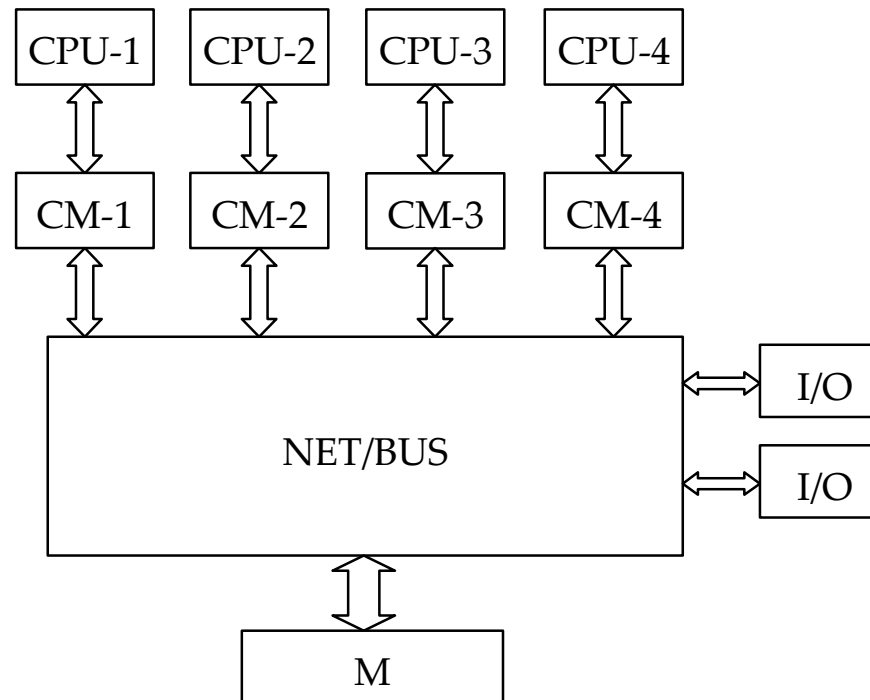 CPU-1
CPU-2
CPU-3
CPU-4
CM-1
CM-2
CM-3
CM-4
NET/BUS
I/O
I/O
M